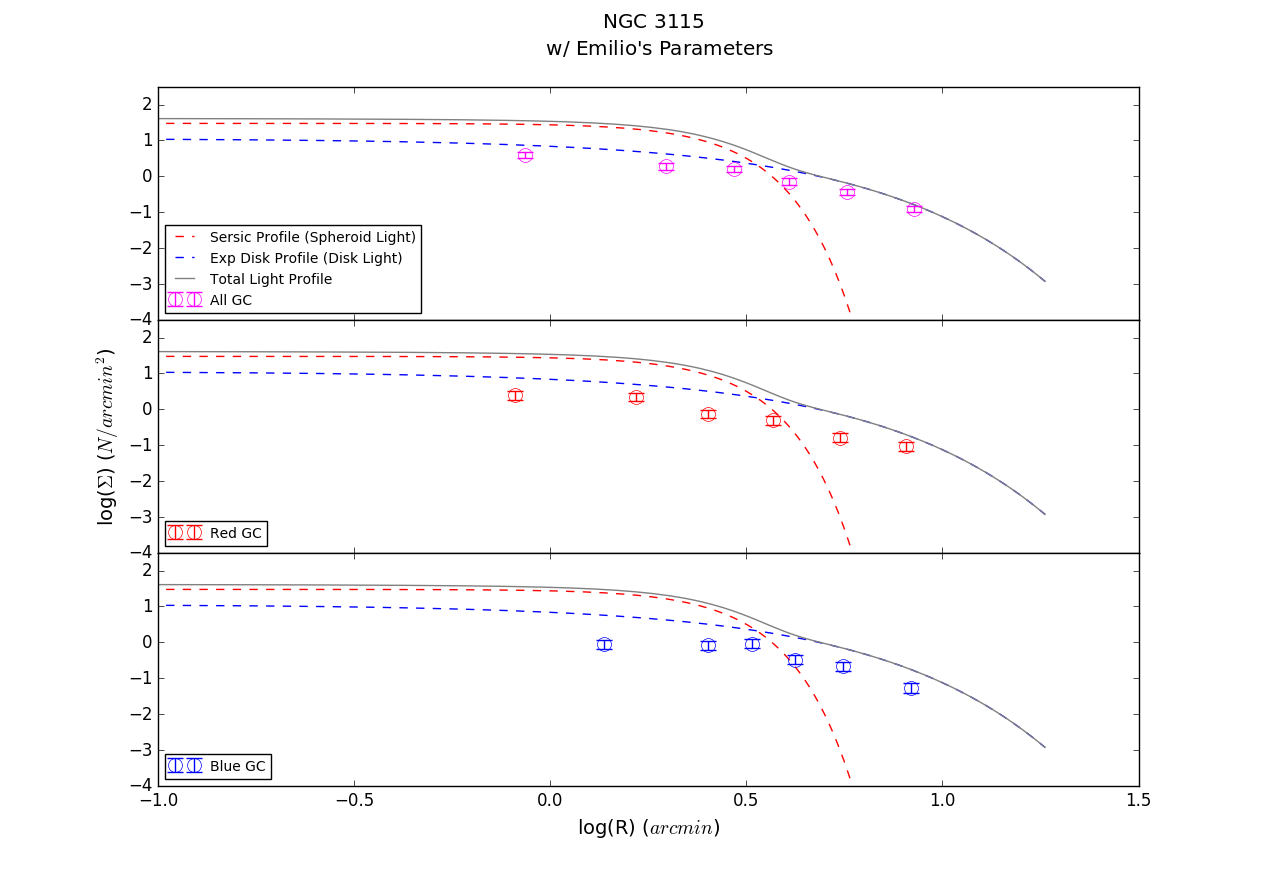 NGC 3115
w/ Emilio's Parameters
2
1
0
−1
−2
−3
−4
Sersic Profile (Spheroid Light)
Exp Disk Profile (Disk Light)
Total Light Profile
All GC
2
1
0
−1
−2
−3
−4
Red GC
log(Σ) (N/arcmin²)
2
1
0
−1
−2
−3
−4
Blue GC
−1.0 −0.5 0.0 0.5 1.0 1.5
log(R) (arcmin)